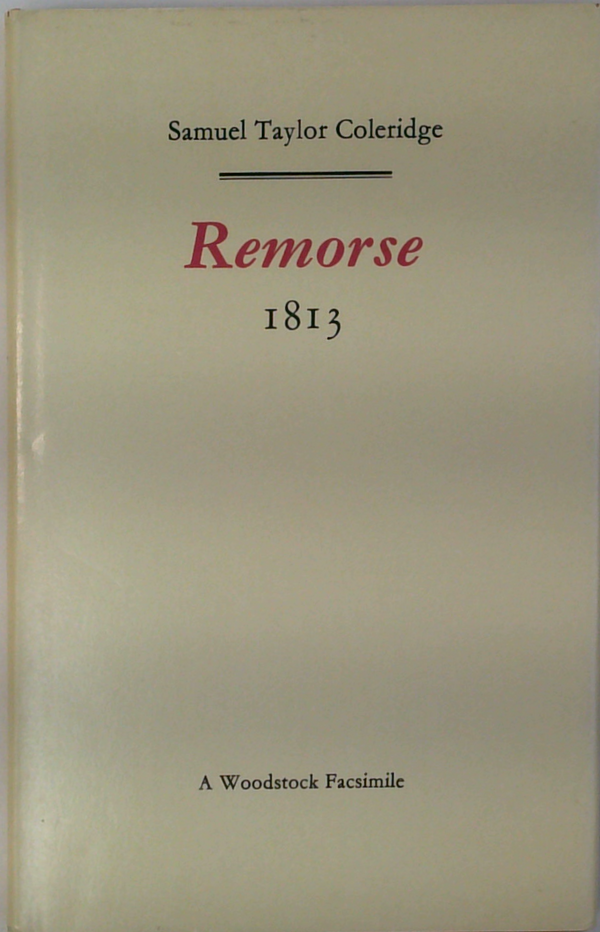 Samuel Taylor Coleridge
Remorse
1813
A Woodstock Facsimile